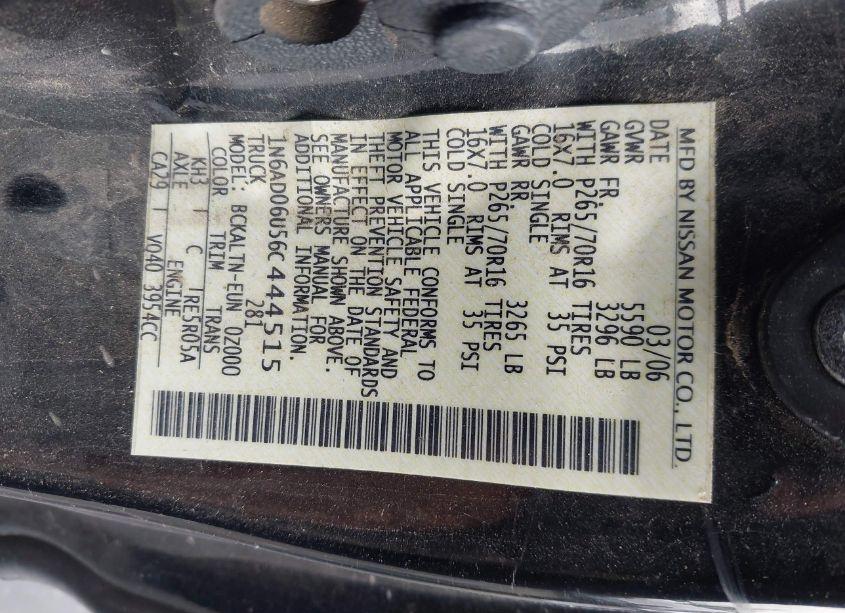 MFD BY NISSAN MOTOR CO., LTD.
DATE 03/06
GVWR 5590 LB
GAWR FR. 3296 LB
WITH P265/70R16 TIRES
16X7.0 RIMS AT 35 PSI
COLD SINGLE
GAWR RR. 3265 LB
WITH P265/70R16 TIRES
16X7.0 RIMS AT 35 PSI
COLD SINGLE
THIS VEHICLE CONFORMS TO
ALL APPLICABLE FEDERAL
MOTOR VEHICLE SAFETY AND
THEFT PREVENTION STANDARDS
IN EFFECT ON THE DATE OF
MANUFACTURE SHOWN ABOVE.
SEE OWNERS MANUAL FOR
ADDITIONAL INFORMATION.
1N6AD06U56C444515
TRUCK 281
MODEL: BCKALTN-EUN 0Z000
COLOR TRIM TRANS
KH3 C RE5R05A
AXLE ENGINE
CA29 VQ40 3954CC